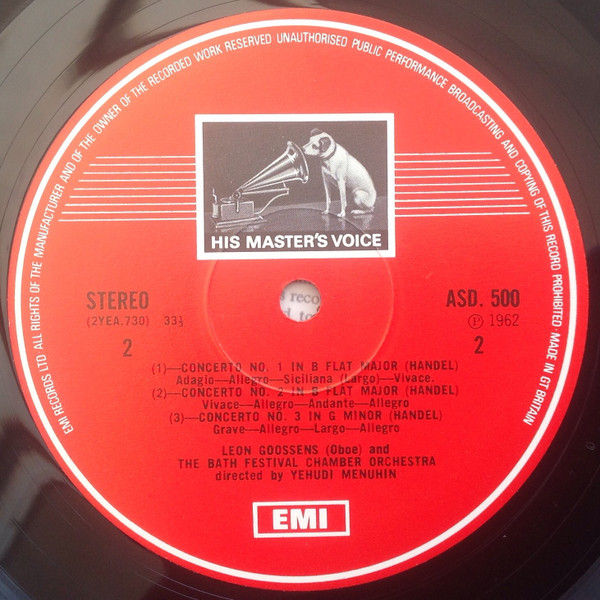 EMI RECORDS LTD ALL RIGHTS OF THE MANUFACTURER AND OF THE OWNER OF THE RECORDED WORK RESERVED UNAUTHORISED PUBLIC PERFORMANCE BROADCASTING AND COPYING OF THIS RECORD PROHIBITED · MADE IN GT BRITAIN
HIS MASTER'S VOICE
STEREO
(2YEA.730) 33⅓
2
ASD. 500
Ⓟ 1962
2
(1)—CONCERTO NO. 1 IN B FLAT MAJOR (HANDEL)
Adagio—Allegro—Siciliana (Largo)—Vivace.
(2)—CONCERTO NO. 2 IN B FLAT MAJOR (HANDEL)
Vivace—Allegro—Andante—Allegro
(3)—CONCERTO NO. 3 IN G MINOR (HANDEL)
Grave—Allegro—Largo—Allegro
LEON GOOSSENS (Oboe) and
THE BATH FESTIVAL CHAMBER ORCHESTRA
directed by YEHUDI MENUHIN
EMI